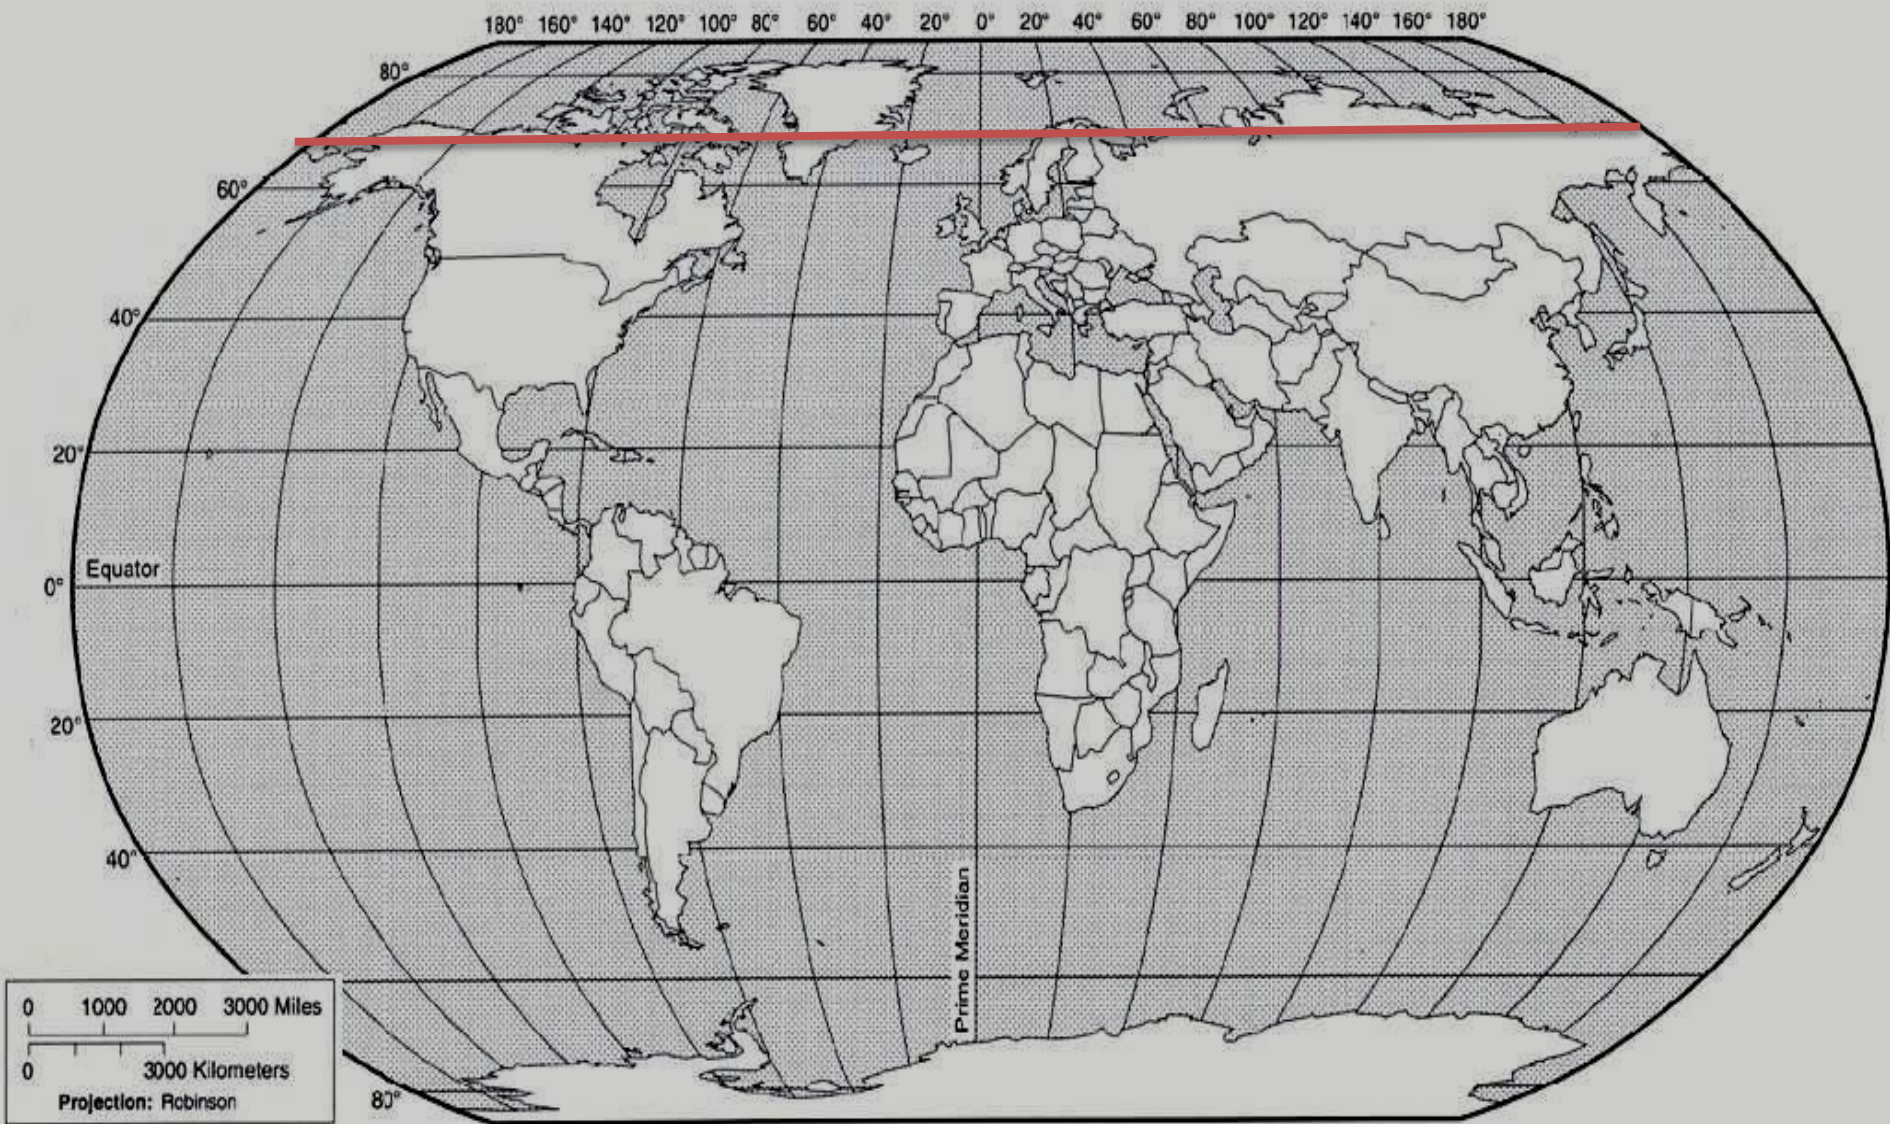 180° 160° 140° 120° 100° 80° 60° 40° 20° 0° 20° 40° 60° 80° 100° 120° 140° 160° 180°
80°
60°
40°
20°
Equator
0°
20°
40°
80°
Prime Meridian
0 1000 2000 3000 Miles
0 3000 Kilometers
Projection: Robinson